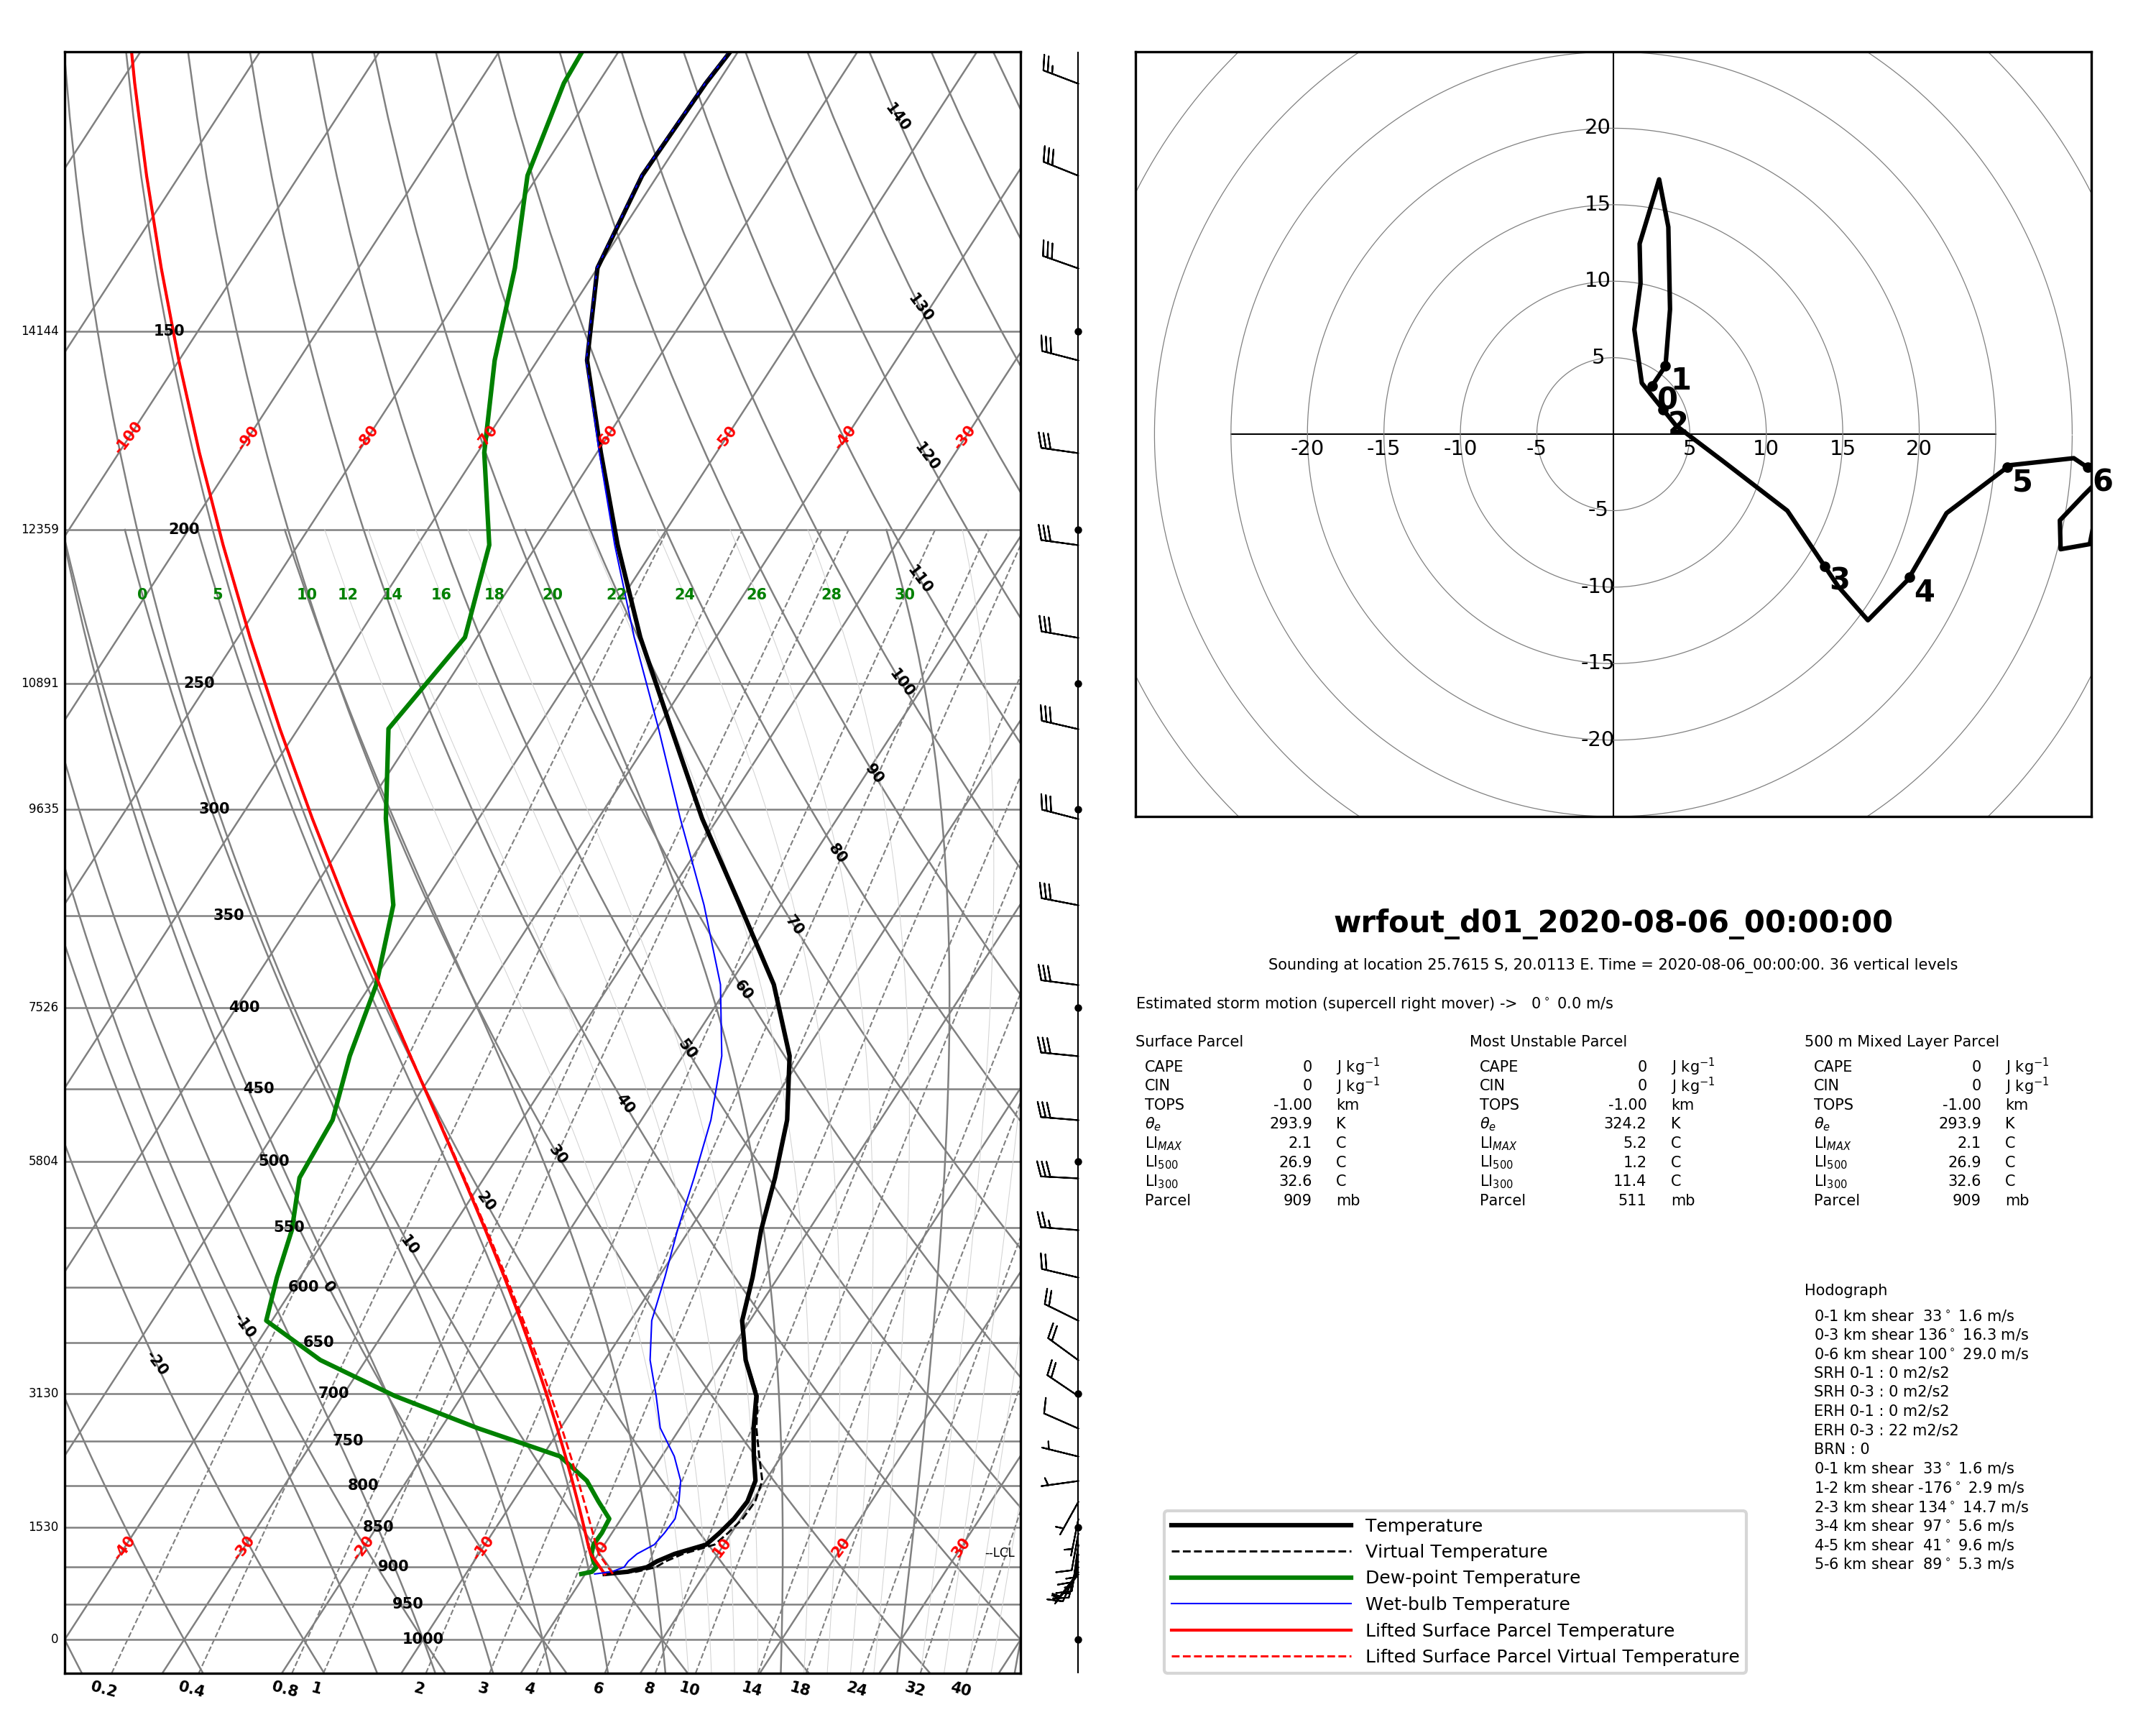 140
130
120
110
100
90
80
70
60
50
40
30
20
10
0
-10
-20
14144 150
-100 -90 -80 -70 -60 -50 -40 -30
12359 200
0 5 10 12 14 16 18 20 22 24 26 28 30
10891 250
9635 300
350
7526 400
450
5804 500
550
600
650
3130 700
750
800
1530 850
-40 -30 -20 -10 0 10 20 30
--LCL
900
950
0 1000
0.2 0.4 0.8 1 2 3 4 6 8 10 14 18 24 32 40
20
15
10
5
-20 -15 -10 -5 5 10 15 20
-5
-10
-15
-20
0 1 2 3 4 5 6
wrfout_d01_2020-08-06_00:00:00
Sounding at location 25.7615 S, 20.0113 E. Time = 2020-08-06_00:00:00. 36 vertical levels
Estimated storm motion (supercell right mover) -> 0° 0.0 m/s
Surface Parcel
CAPE 0 J kg⁻¹
CIN 0 J kg⁻¹
TOPS -1.00 km
θe 293.9 K
LIMAX 2.1 C
LI500 26.9 C
LI300 32.6 C
Parcel 909 mb
Most Unstable Parcel
CAPE 0 J kg⁻¹
CIN 0 J kg⁻¹
TOPS -1.00 km
θe 324.2 K
LIMAX 5.2 C
LI500 1.2 C
LI300 11.4 C
Parcel 511 mb
500 m Mixed Layer Parcel
CAPE 0 J kg⁻¹
CIN 0 J kg⁻¹
TOPS -1.00 km
θe 293.9 K
LIMAX 2.1 C
LI500 26.9 C
LI300 32.6 C
Parcel 909 mb
Hodograph
0-1 km shear 33° 1.6 m/s
0-3 km shear 136° 16.3 m/s
0-6 km shear 100° 29.0 m/s
SRH 0-1 : 0 m2/s2
SRH 0-3 : 0 m2/s2
ERH 0-1 : 0 m2/s2
ERH 0-3 : 22 m2/s2
BRN : 0
0-1 km shear 33° 1.6 m/s
1-2 km shear -176° 2.9 m/s
2-3 km shear 134° 14.7 m/s
3-4 km shear 97° 5.6 m/s
4-5 km shear 41° 9.6 m/s
5-6 km shear 89° 5.3 m/s
Temperature
Virtual Temperature
Dew-point Temperature
Wet-bulb Temperature
Lifted Surface Parcel Temperature
Lifted Surface Parcel Virtual Temperature